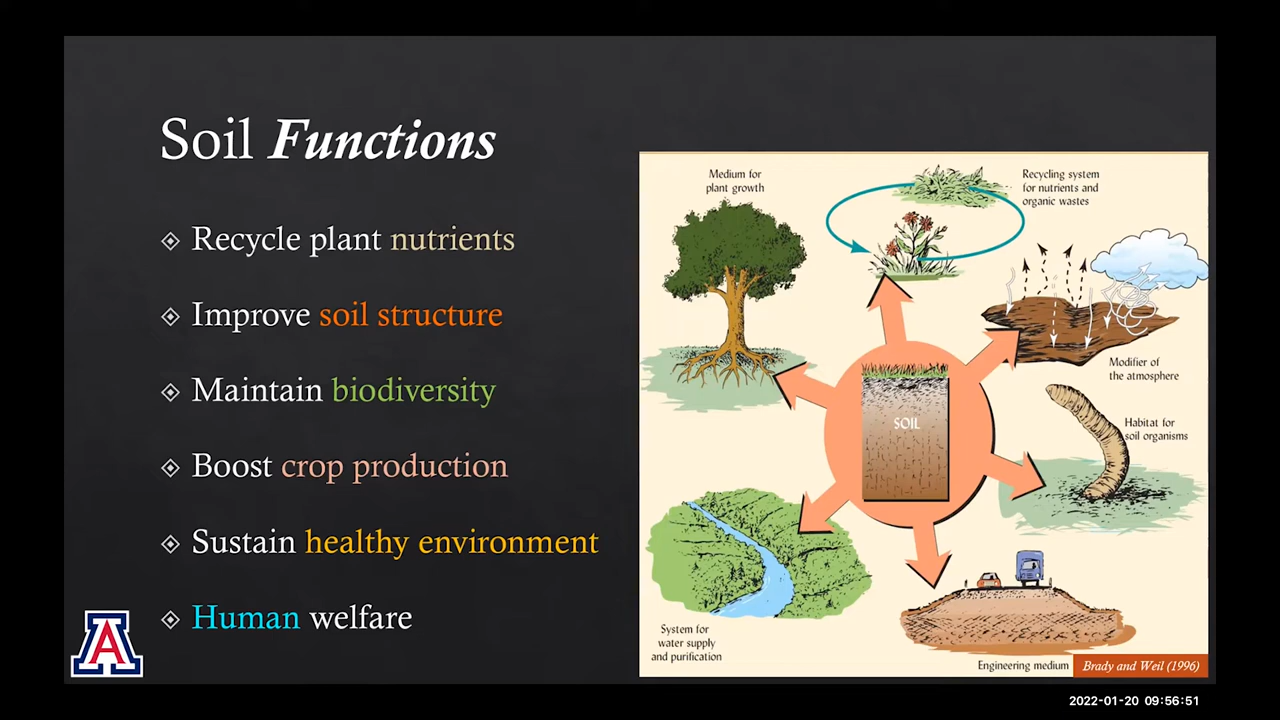 Soil Functions
Recycle plant nutrients
Improve soil structure
Maintain biodiversity
Boost crop production
Sustain healthy environment
Human welfare
A
Medium for
plant growth
Recycling system
for nutrients and
organic wastes
Modifier of
the atmosphere
Habitat for
soil organisms
SOIL
System for
water supply
and purification
Engineering medium
Brady and Weil (1996)
2022-01-20 09:56:51